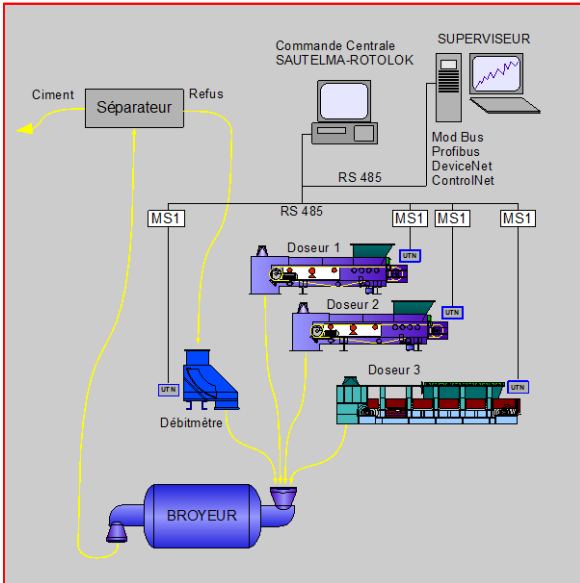 Commande Centrale
SAUTELMA-ROTOLOK
SUPERVISEUR
Ciment
Séparateur
Refus
Mod Bus
Profibus
DeviceNet
ControlNet
RS 485
RS 485
MS1
MS1
MS1
MS1
Doseur 1
UTN
Doseur 2
UTN
Doseur 3
UTN
UTN
Débitmètre
BROYEUR